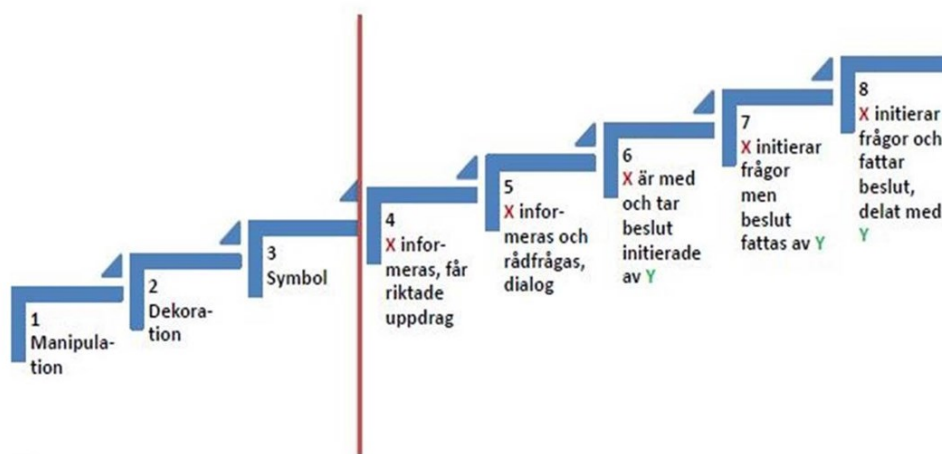 1
Manipula-
tion
2
Dekora-
tion
3
Symbol
4
X infor-
meras, får
riktade
uppdrag
5
X infor-
meras och
rådfrågas,
dialog
6
X är med
och tar
beslut
initierade
av Y
7
X initierar
frågor
men
beslut
fattas av Y
8
X initierar
frågor och
fattar
beslut,
delat med
Y